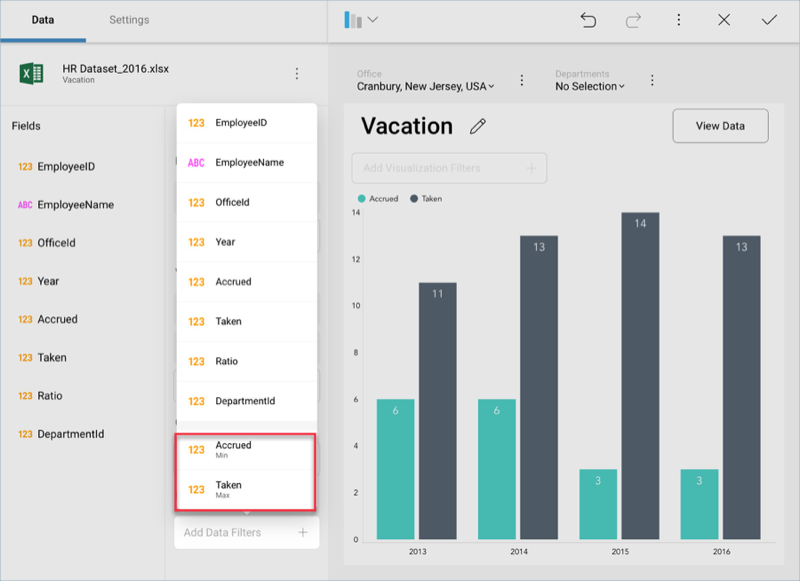 Data
Settings
HR Dataset_2016.xlsx
Vacation
Fields
123 EmployeeID
ABC EmployeeName
123 OfficeId
123 Year
123 Accrued
123 Taken
123 Ratio
123 DepartmentId
123 EmployeeID
ABC EmployeeName
123 OfficeId
123 Year
123 Accrued
123 Taken
123 Ratio
123 DepartmentId
123 Accrued
Min
123 Taken
Max
Add Data Filters +
Office
Cranbury, New Jersey, USA
Departments
No Selection
Vacation
View Data
Add Visualization Filters +
Accrued Taken
14
12
10
8
6
4
2
0
6
11
6
13
3
14
3
13
2013 2014 2015 2016